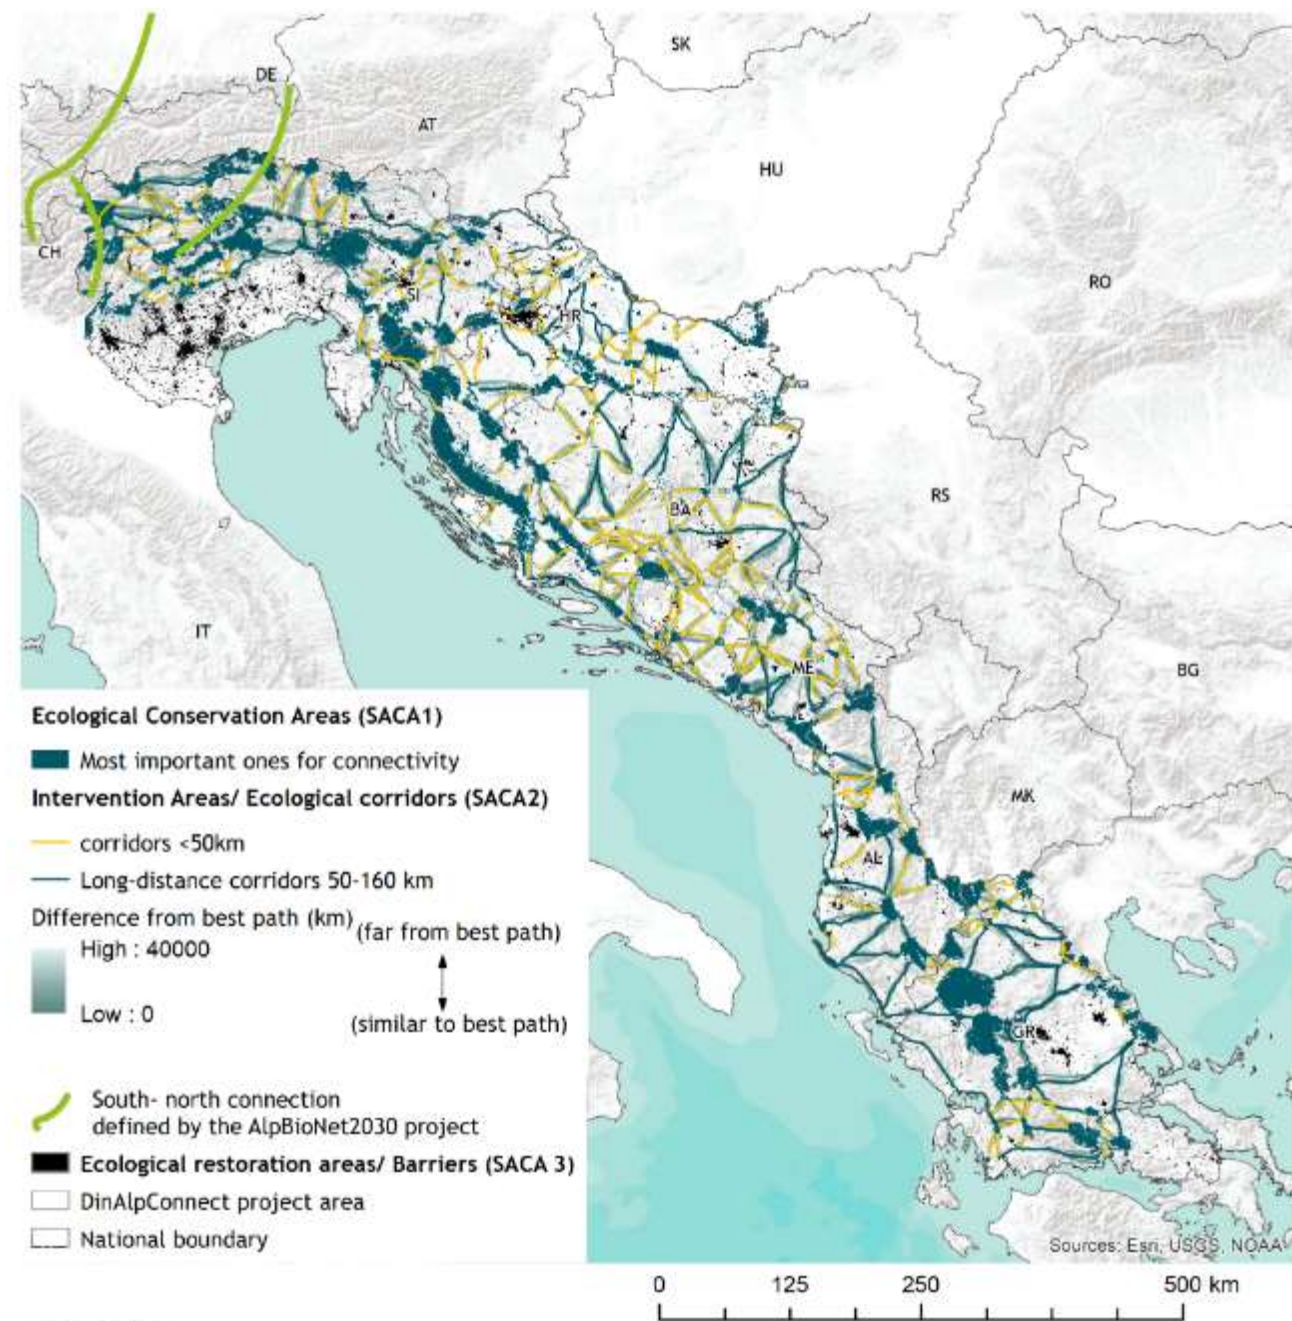 SK
DE
AT
HU
CH
RO
SI
HR
RS
BA
IT
BG
ME
MK
AL
GR
Ecological Conservation Areas (SACA1)
Most important ones for connectivity
Intervention Areas/ Ecological corridors (SACA2)
corridors <50km
Long-distance corridors 50-160 km
Difference from best path (km) (far from best path)
High : 40000
Low : 0
(similar to best path)
South- north connection
defined by the AlpBioNet2030 project
Ecological restoration areas/ Barriers (SACA 3)
DinAlpConnect project area
National boundary
Sources: Esri, USGS, NOAA
0 125 250 500 km